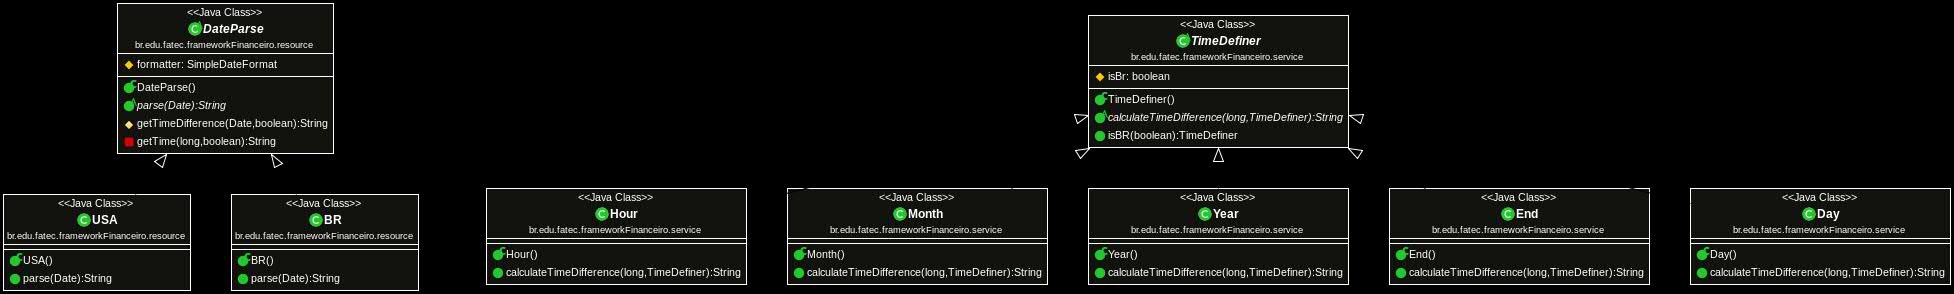 <<Java Class>>
DateParse
br.edu.fatec.frameworkFinanceiro.resource
formatter: SimpleDateFormat
DateParse()
parse(Date):String
getTimeDifference(Date,boolean):String
getTime(long,boolean):String
<<Java Class>>
TimeDefiner
br.edu.fatec.frameworkFinanceiro.service
isBr: boolean
TimeDefiner()
calculateTimeDifference(long,TimeDefiner):String
isBR(boolean):TimeDefiner
<<Java Class>>
USA
br.edu.fatec.frameworkFinanceiro.resource
USA()
parse(Date):String
<<Java Class>>
BR
br.edu.fatec.frameworkFinanceiro.resource
BR()
parse(Date):String
<<Java Class>>
Hour
br.edu.fatec.frameworkFinanceiro.service
Hour()
calculateTimeDifference(long,TimeDefiner):String
<<Java Class>>
Month
br.edu.fatec.frameworkFinanceiro.service
Month()
calculateTimeDifference(long,TimeDefiner):String
<<Java Class>>
Year
br.edu.fatec.frameworkFinanceiro.service
Year()
calculateTimeDifference(long,TimeDefiner):String
<<Java Class>>
End
br.edu.fatec.frameworkFinanceiro.service
End()
calculateTimeDifference(long,TimeDefiner):String
<<Java Class>>
Day
br.edu.fatec.frameworkFinanceiro.service
Day()
calculateTimeDifference(long,TimeDefiner):String